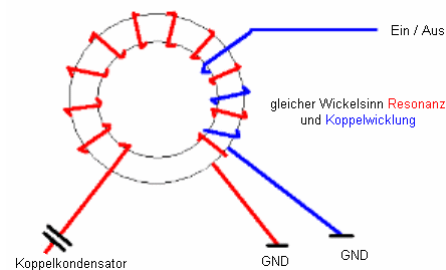 Ein / Aus
gleicher Wickelsinn Resonanz
und Koppelwicklung
Koppelkondensator
GND
GND